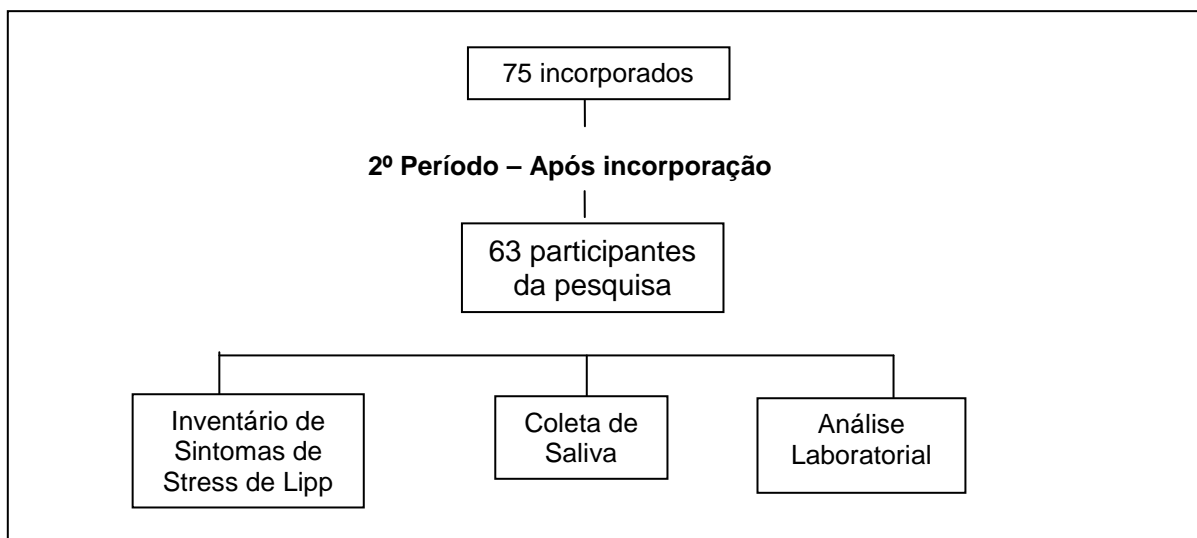 75 incorporados
2º Período – Após incorporação
63 participantes
da pesquisa
Inventário de
Sintomas de
Stress de Lipp
Coleta de
Saliva
Análise
Laboratorial